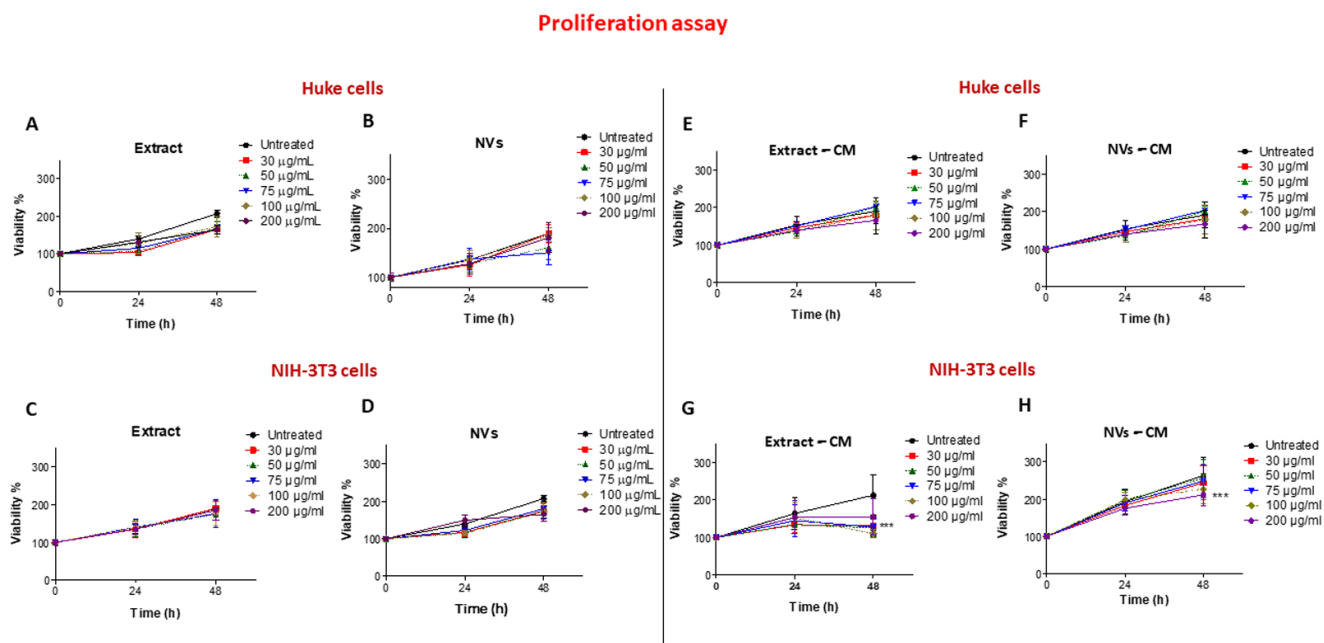 Proliferation assay
Huke cells
A
Extract
Untreated
30 µg/mL
50 µg/mL
75 µg/mL
100 µg/mL
200 µg/mL
Viability %
300
200
100
0
0
24
48
Time (h)
B
NVs
Untreated
30 µg/ml
50 µg/ml
75 µg/ml
100 µg/ml
200 µg/ml
Viability %
300
200
100
0
24
48
Time (h)
Huke cells
E
Extract – CM
Untreated
30 µg/ml
50 µg/ml
75 µg/ml
100 µg/ml
200 µg/ml
Viability %
300
200
100
0
0
24
48
Time (h)
F
NVs – CM
Untreated
30 µg/ml
50 µg/ml
75 µg/ml
100 µg/ml
200 µg/ml
Viability %
300
200
100
0
0
24
48
Time (h)
NIH-3T3 cells
C
Extract
Untreated
30 µg/ml
50 µg/ml
75 µg/ml
100 µg/ml
200 µg/ml
Viability %
300
200
100
0
0
24
48
Time (h)
D
NVs
Untreated
30 µg/mL
50 µg/mL
75 µg/mL
100 µg/mL
200 µg/mL
Viability %
300
200
100
0
0
24
48
Time (h)
NIH-3T3 cells
G
Extract – CM
Untreated
30 µg/ml
50 µg/ml
75 µg/ml
100 µg/ml
200 µg/ml
Viability %
300
200
100
0
0
24
48
***
Time (h)
H
NVs – CM
Untreated
30 µg/ml
50 µg/ml
75 µg/ml
100 µg/ml
200 µg/ml
Viability %
300
200
100
0
0
24
48
***
Time (h)